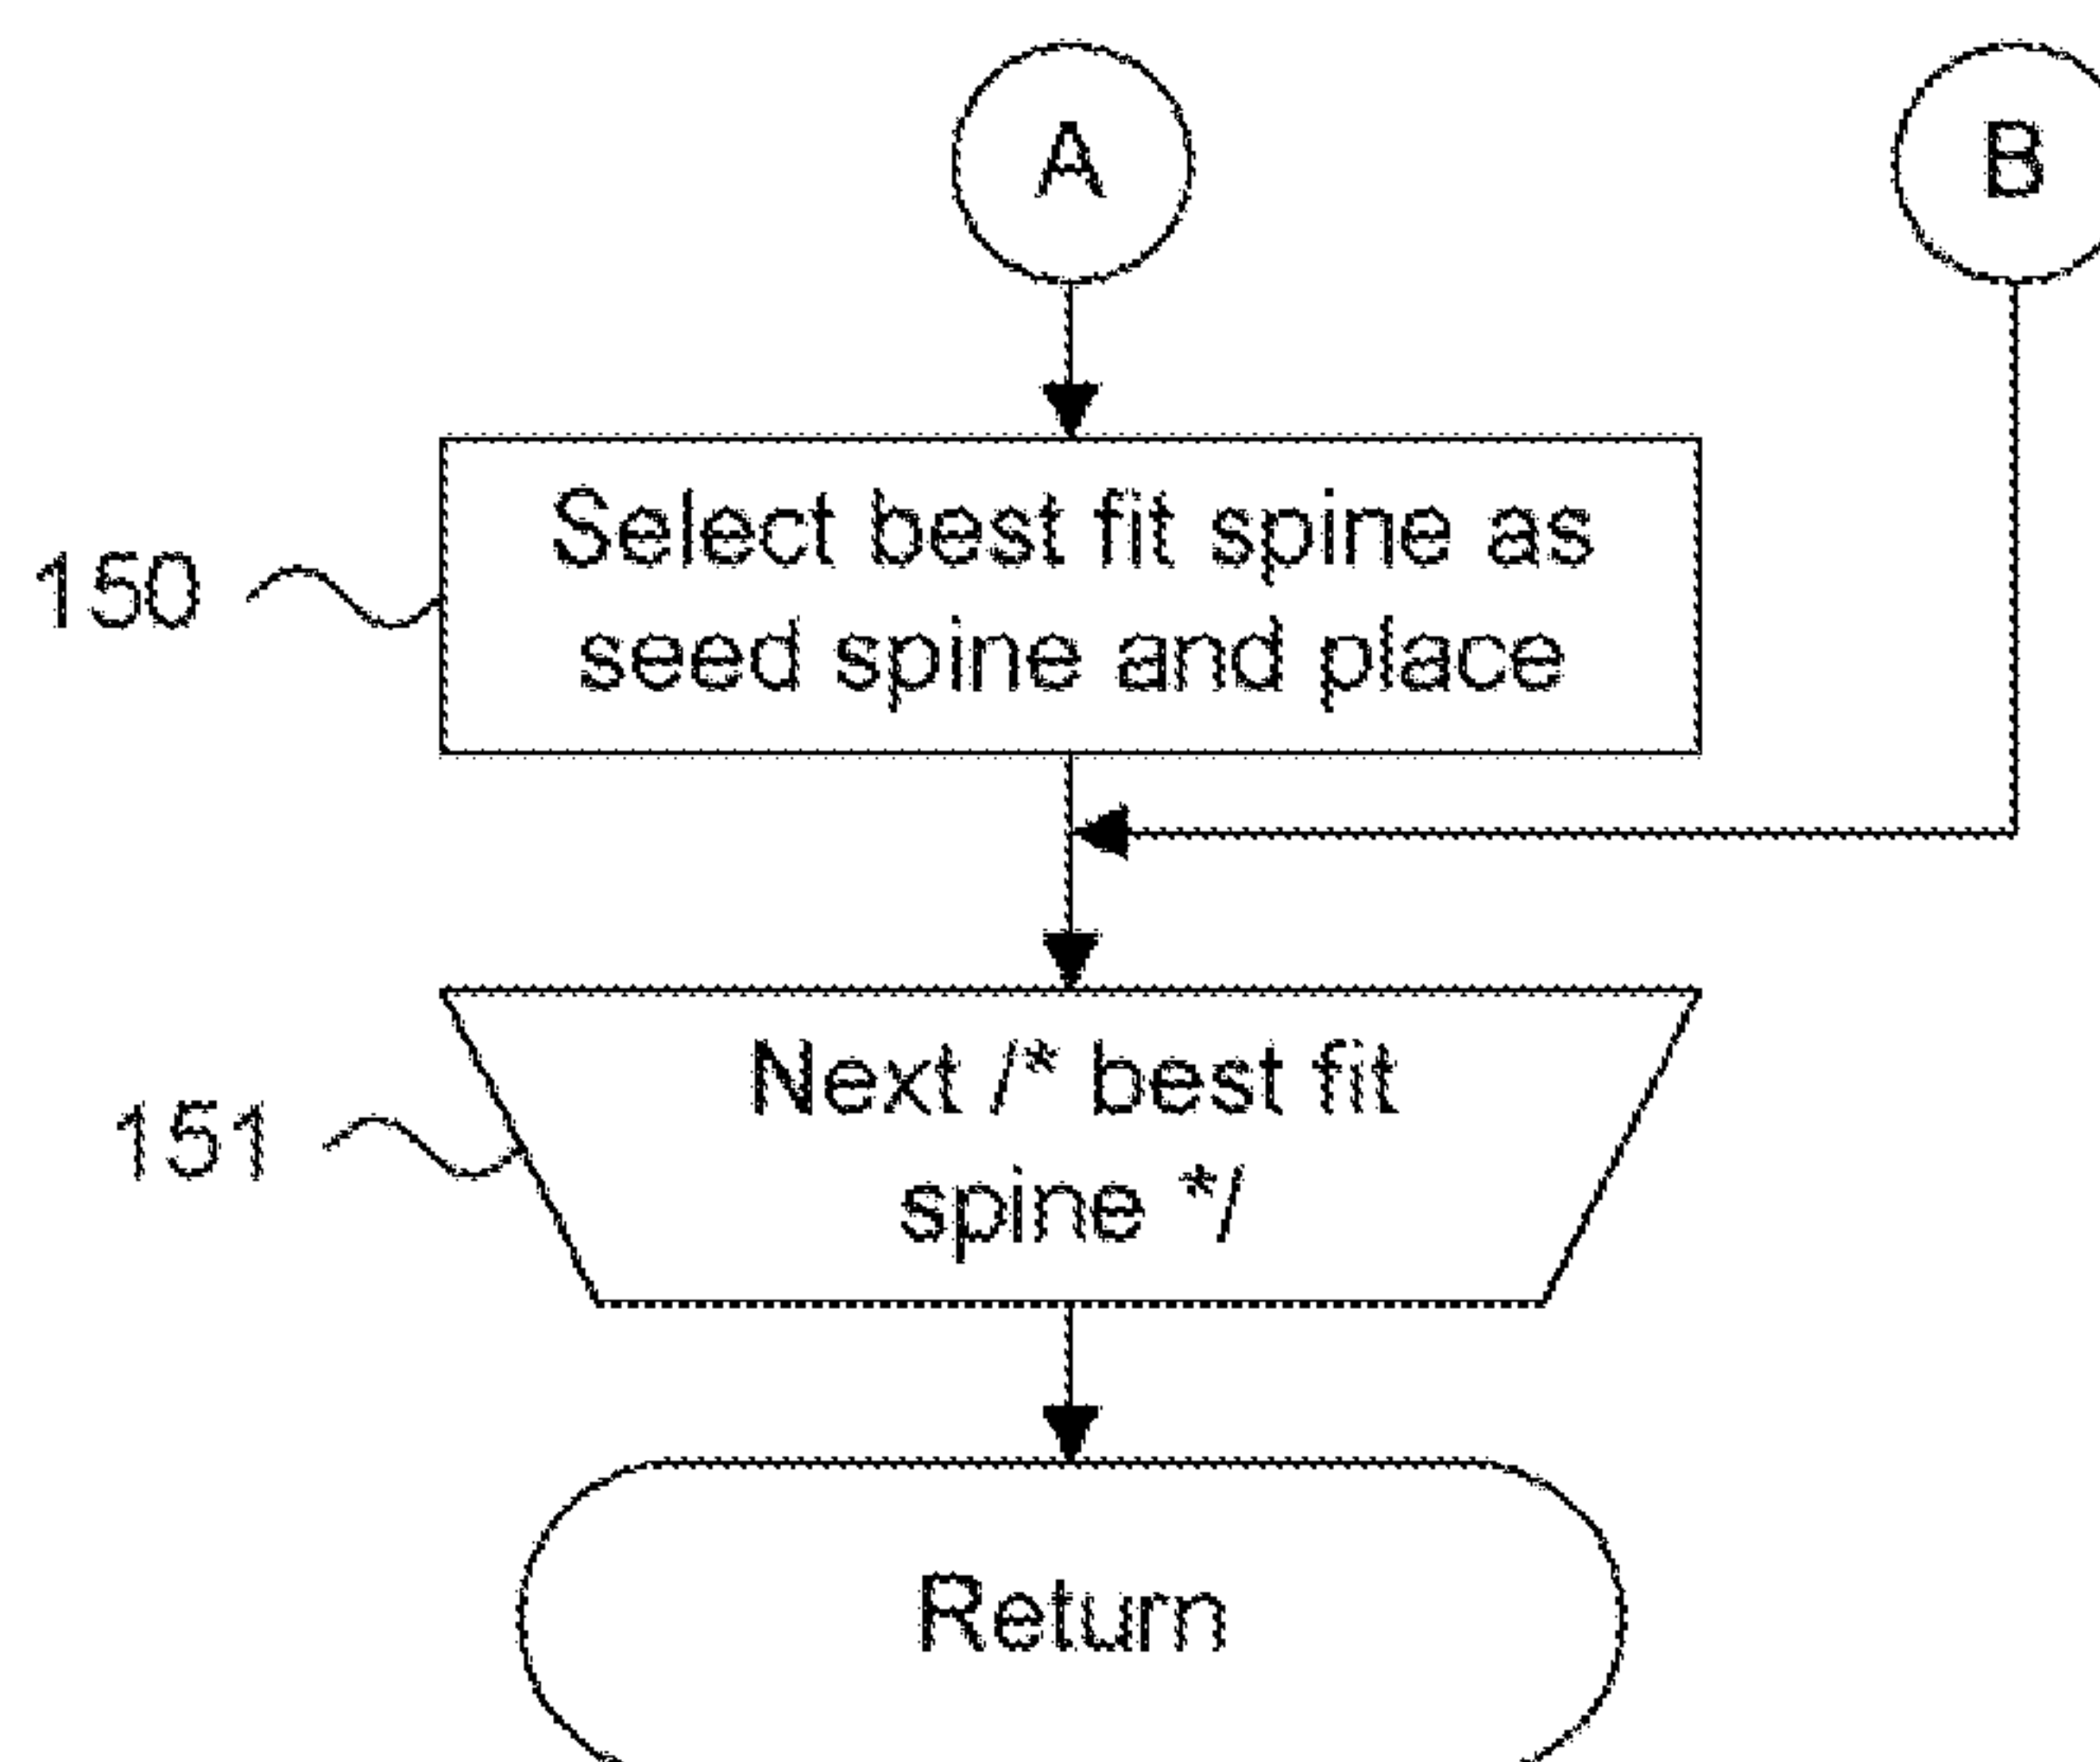 A
B
150
Select best fit spine as
seed spine and place
151
Next /* best fit
spine */
Return